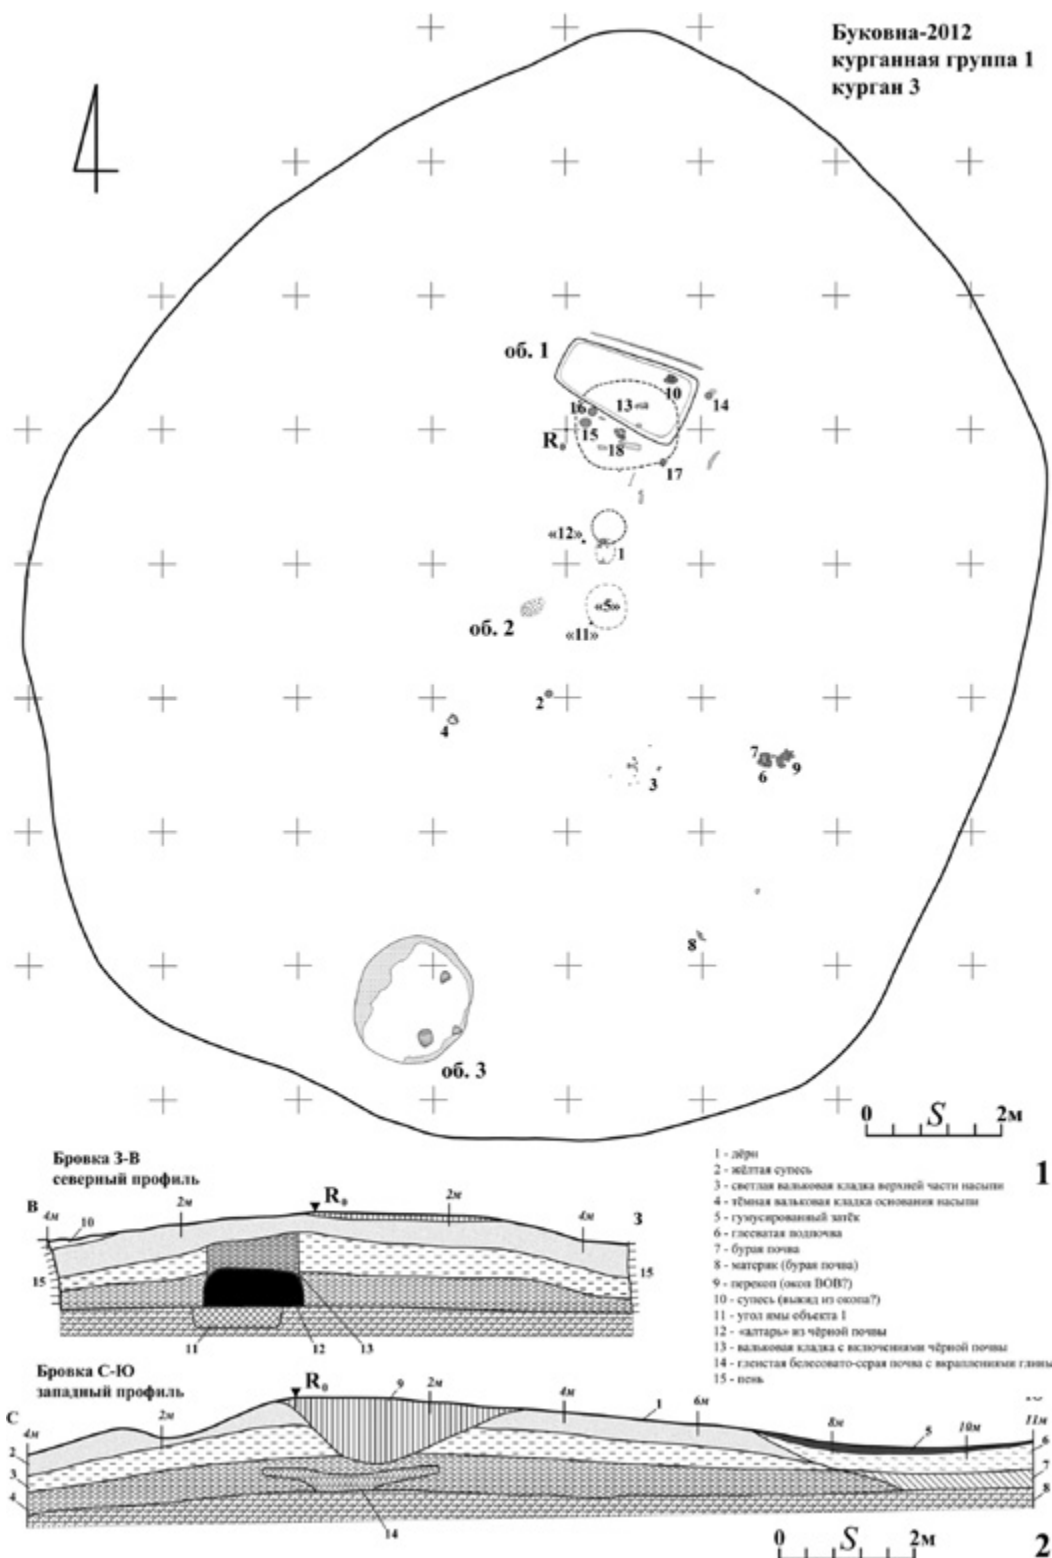 Буковна-2012
курганная группа 1
курган 3
об. 1
10
13
14
16
15
R₀
18
17
«12»
1
«5»
об. 2
«11»
2
4
3
7
6
9
8
об. 3
0 S 2м
1
Бровка З-В
северный профиль
В
4м
10
2м
R₀
2м
4м
З
15
15
11
12
13
1 - дёрн
2 - жёлтая супесь
3 - светлая вальковая кладка верхней части насыпи
4 - тёмная вальковая кладка основания насыпи
5 - гумусированный затёк
6 - глееватая подпочва
7 - бурая почва
8 - материк (бурая почва)
9 - перекоп (окоп ВОВ?)
10 - супесь (выкид из окопа?)
11 - угол ямы объекта 1
12 - «алтарь» из чёрной почвы
13 - вальковая кладка с включениями чёрной почвы
14 - глеистая белесовато-серая почва с вкраплениями глины
15 - пень
Бровка С-Ю
западный профиль
С
4м
2м
R₀
9
2м
4м
1
6м
8м
5
10м
11м
2
3
4
6
7
8
14
0 S 2м
2